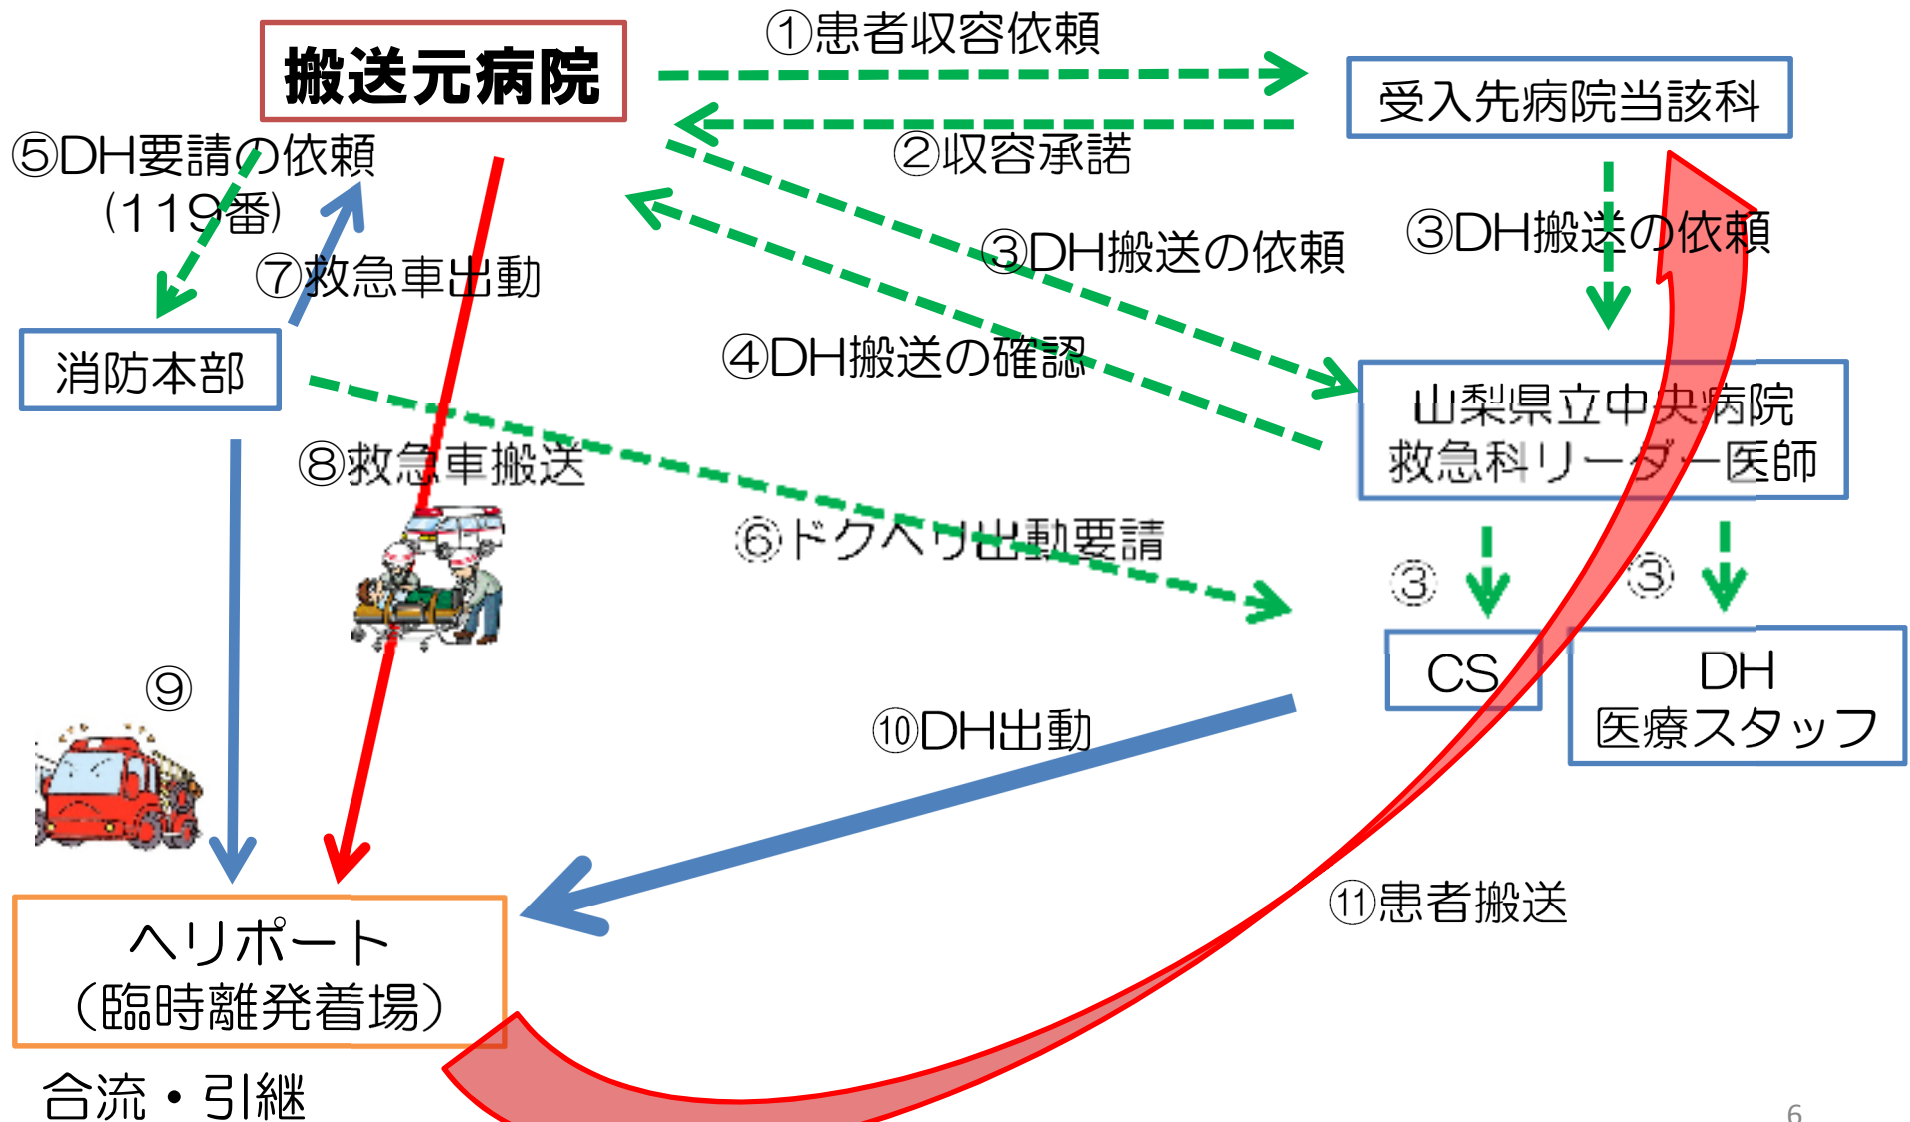 ①患者収容依頼
搬送元病院
受入先病院当該科
②収容承諾
⑤DH要請の依頼
(119番)
③DH搬送の依頼
③DH搬送の依頼
⑦救急車出動
④DH搬送の確認
消防本部
山梨県立中央病院
救急科リーダー医師
⑧救急車搬送
⑥ドクヘリ出動要請
③
③
CS
DH
医療スタッフ
⑨
⑩DH出動
⑪患者搬送
ヘリポート
（臨時離発着場）
合流・引継
6